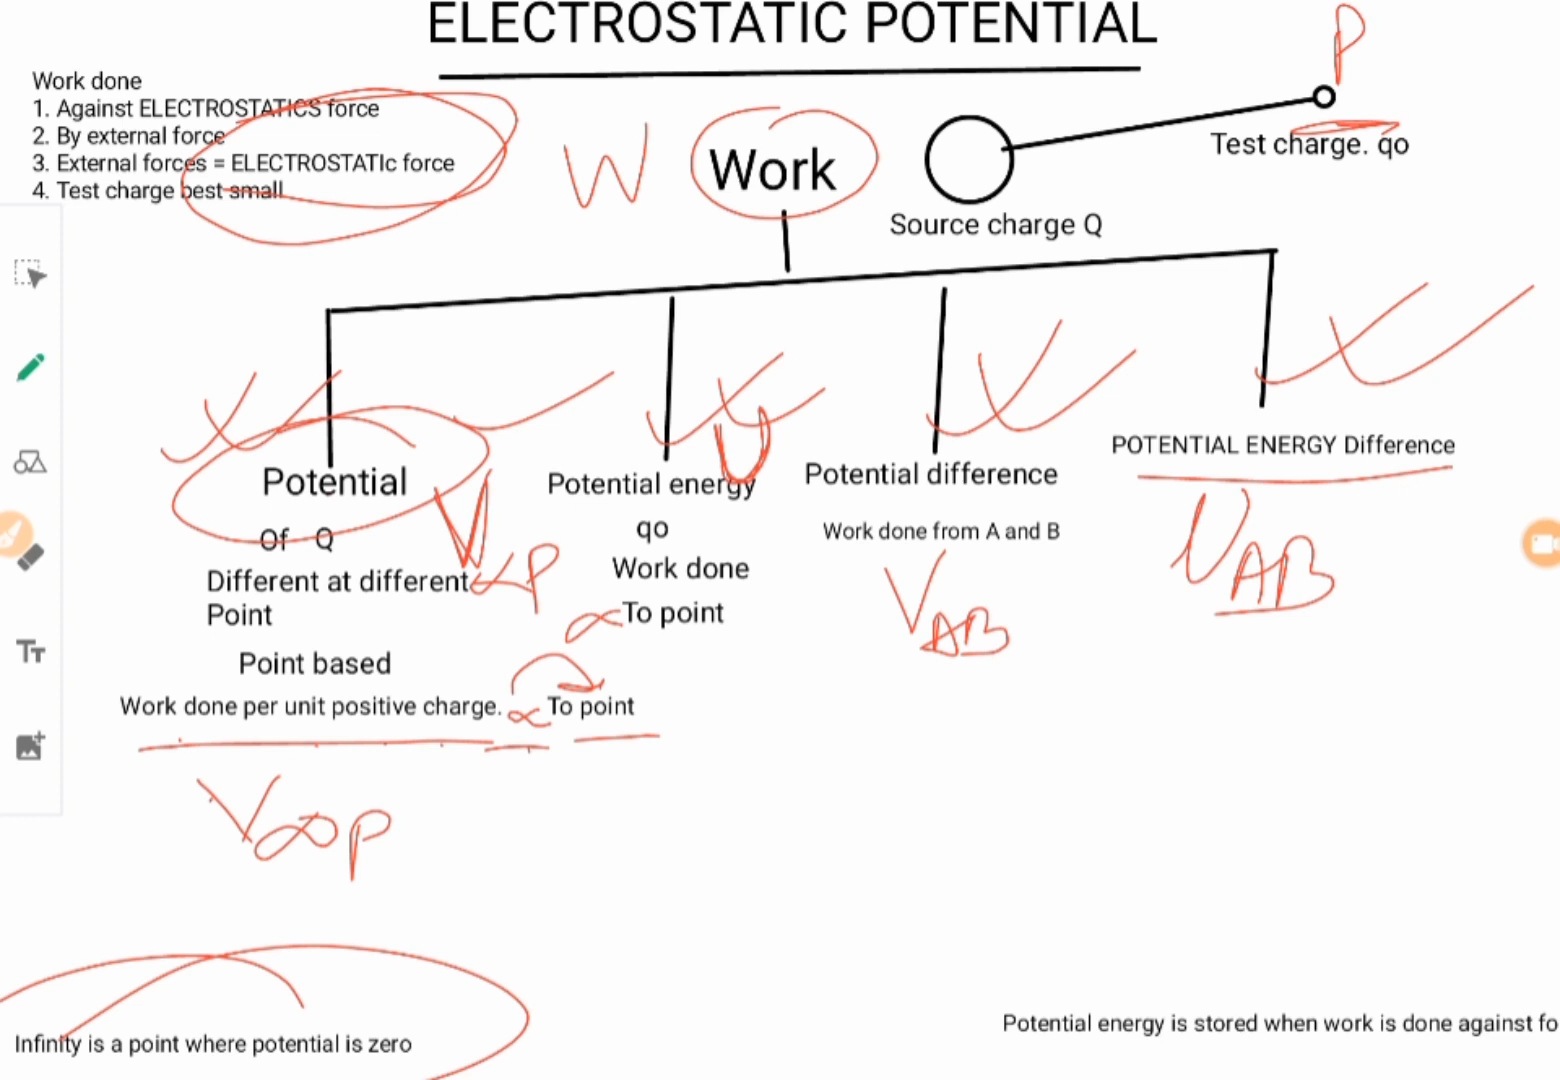 ELECTROSTATIC POTENTIAL
P
Work done
1. Against ELECTROSTATICS force
2. By external force
3. External forces = ELECTROSTATIc force
4. Test charge best small
W
Work
Test charge. qo
Source charge Q
Potential
Of Q
V
∞P
Different at different
Point
Point based
Work done per unit positive charge. ∞ To point
V∞P
Potential energy
U
qo
Work done
∞ To point
Potential difference
Work done from A and B
VAB
POTENTIAL ENERGY Difference
UAB
TT
Infinity is a point where potential is zero
Potential energy is stored when work is done against fo